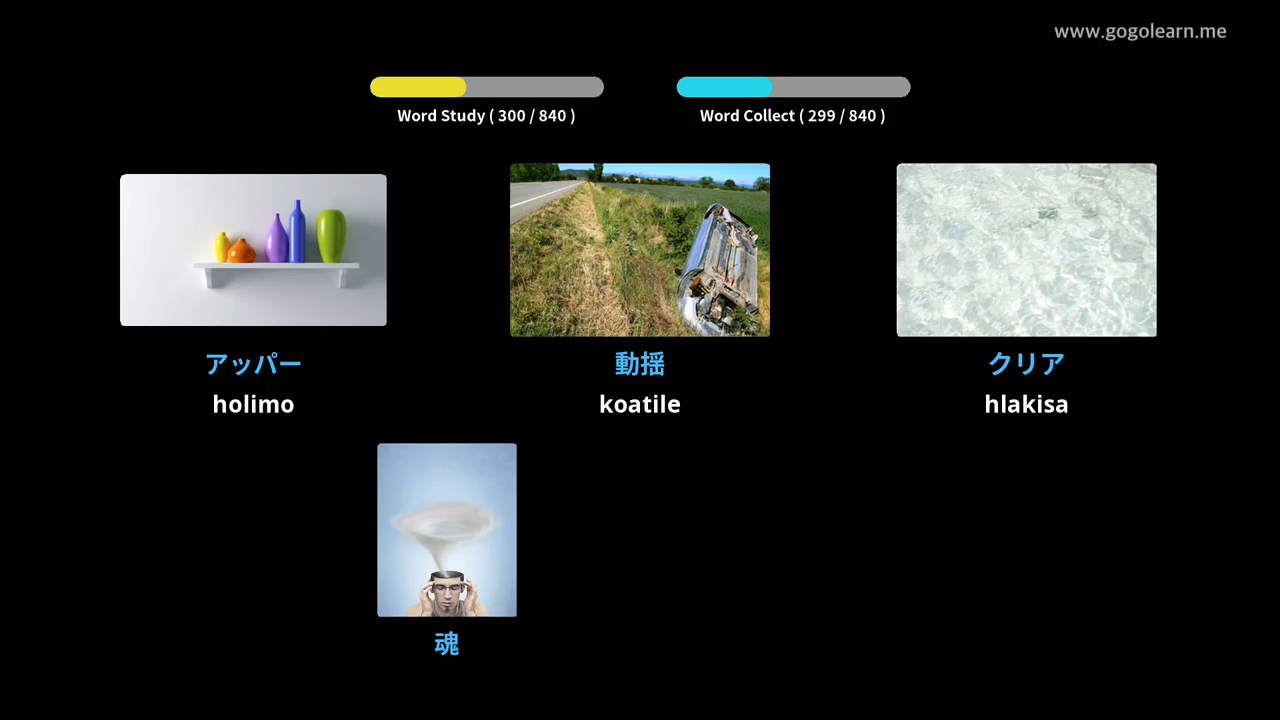 www.gogolearn.me
Word Study ( 300 / 840 )
Word Collect ( 299 / 840 )
アッパー
動揺
クリア
holimo
koatile
hlakisa
魂